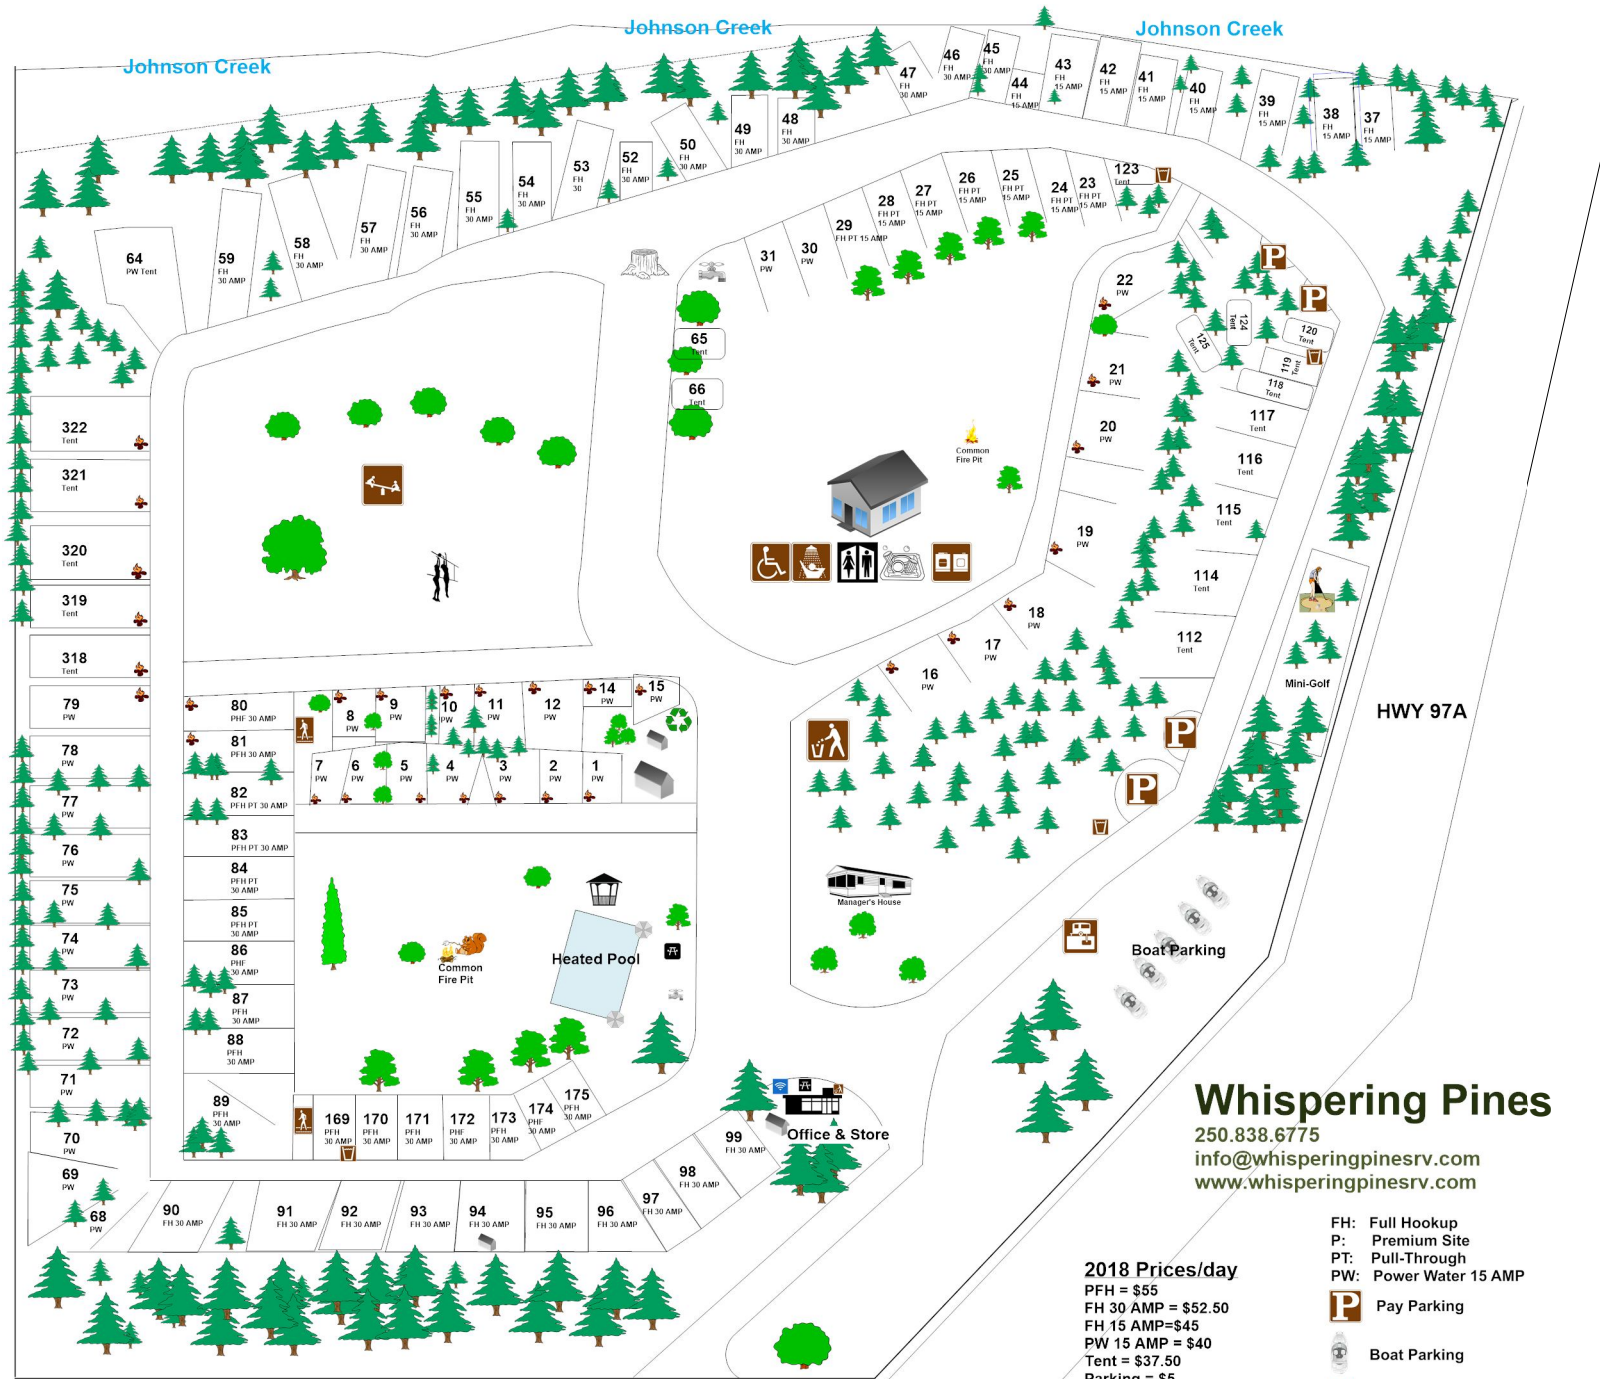 Johnson Creek
Johnson Creek
Johnson Creek
47
FH
30 AMP
46
FH
30 AMP
45
FH
30 AMP
44
FH
15 AMP
43
FH
15 AMP
42
FH
15 AMP
41
FH
15 AMP
40
FH
15 AMP
39
FH
15 AMP
38
FH
15 AMP
37
FH
15 AMP
48
FH
30 AMP
49
FH
30 AMP
50
FH
30 AMP
52
FH
30 AMP
53
FH
30
54
FH
30 AMP
55
FH
30 AMP
56
FH
30 AMP
57
FH
30 AMP
58
FH
30 AMP
59
FH
30 AMP
64
PW Tent
31
PW
30
PW
29
FH PT 15 AMP
28
FH PT
15 AMP
27
FH PT
15 AMP
26
FH PT
15 AMP
25
FH PT
15 AMP
24
FH PT
15 AMP
23
FH PT
15 AMP
123
Tent
22
PW
21
PW
20
PW
19
PW
18
PW
17
PW
16
PW
65
Tent
66
Tent
Common
Fire Pit
P
P
125
124
Tent
120
Tent
119
Tent
118
Tent
117
Tent
116
Tent
115
Tent
114
Tent
112
Tent
Mini-Golf
HWY 97A
322
Tent
321
Tent
320
Tent
319
Tent
318
Tent
79
PW
78
PW
77
PW
76
PW
75
PW
74
PW
73
PW
72
PW
71
PW
70
PW
69
PW
68
PW
80
PHF 30 AMP
81
PFH 30 AMP
82
PFH PT 30 AMP
83
PFH PT 30 AMP
84
PFH PT
30 AMP
85
PFH PT
30 AMP
86
PHF
30 AMP
87
PFH
30 AMP
88
PFH
30 AMP
89
PFH
30 AMP
8
PW
9
PW
10
PW
11
PW
12
PW
14
PW
15
PW
7
PW
6
PW
5
PW
4
PW
3
PW
2
PW
1
PW
P
P
Manager's House
Common
Fire Pit
Heated Pool
Boat Parking
169
PFH
30 AMP
170
PFH
30 AMP
171
PFH
30 AMP
172
PHF
30 AMP
173
PFH
30 AMP
174
PHF
30 AMP
175
PFH
30 AMP
Office & Store
90
FH 30 AMP
91
FH 30 AMP
92
FH 30 AMP
93
FH 30 AMP
94
FH 30 AMP
95
FH 30 AMP
96
FH 30 AMP
97
FH 30 AMP
98
FH 30 AMP
99
FH 30 AMP
Whispering Pines
250.838.6775
info@whisperingpinesrv.com
www.whisperingpinesrv.com
FH: Full Hookup
P: Premium Site
PT: Pull-Through
PW: Power Water 15 AMP
P Pay Parking
Boat Parking
2018 Prices/day
PFH = $55
FH 30 AMP = $52.50
FH 15 AMP=$45
PW 15 AMP = $40
Tent = $37.50
Parking = $5